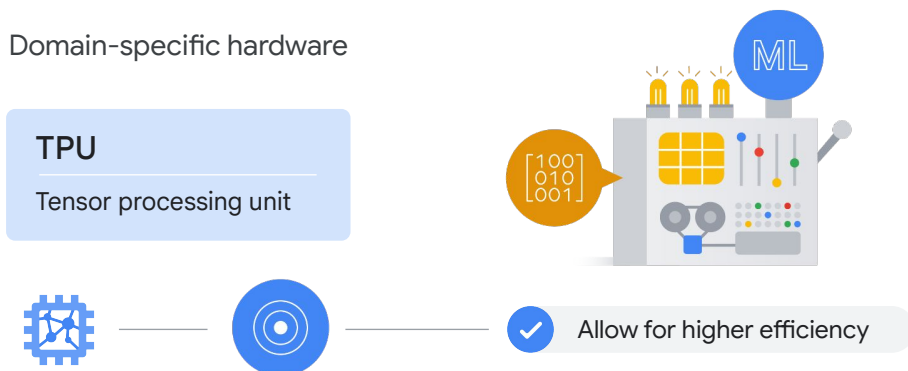 Domain-specific hardware
ML
TPU
Tensor processing unit
[100
010
001]
Allow for higher efficiency